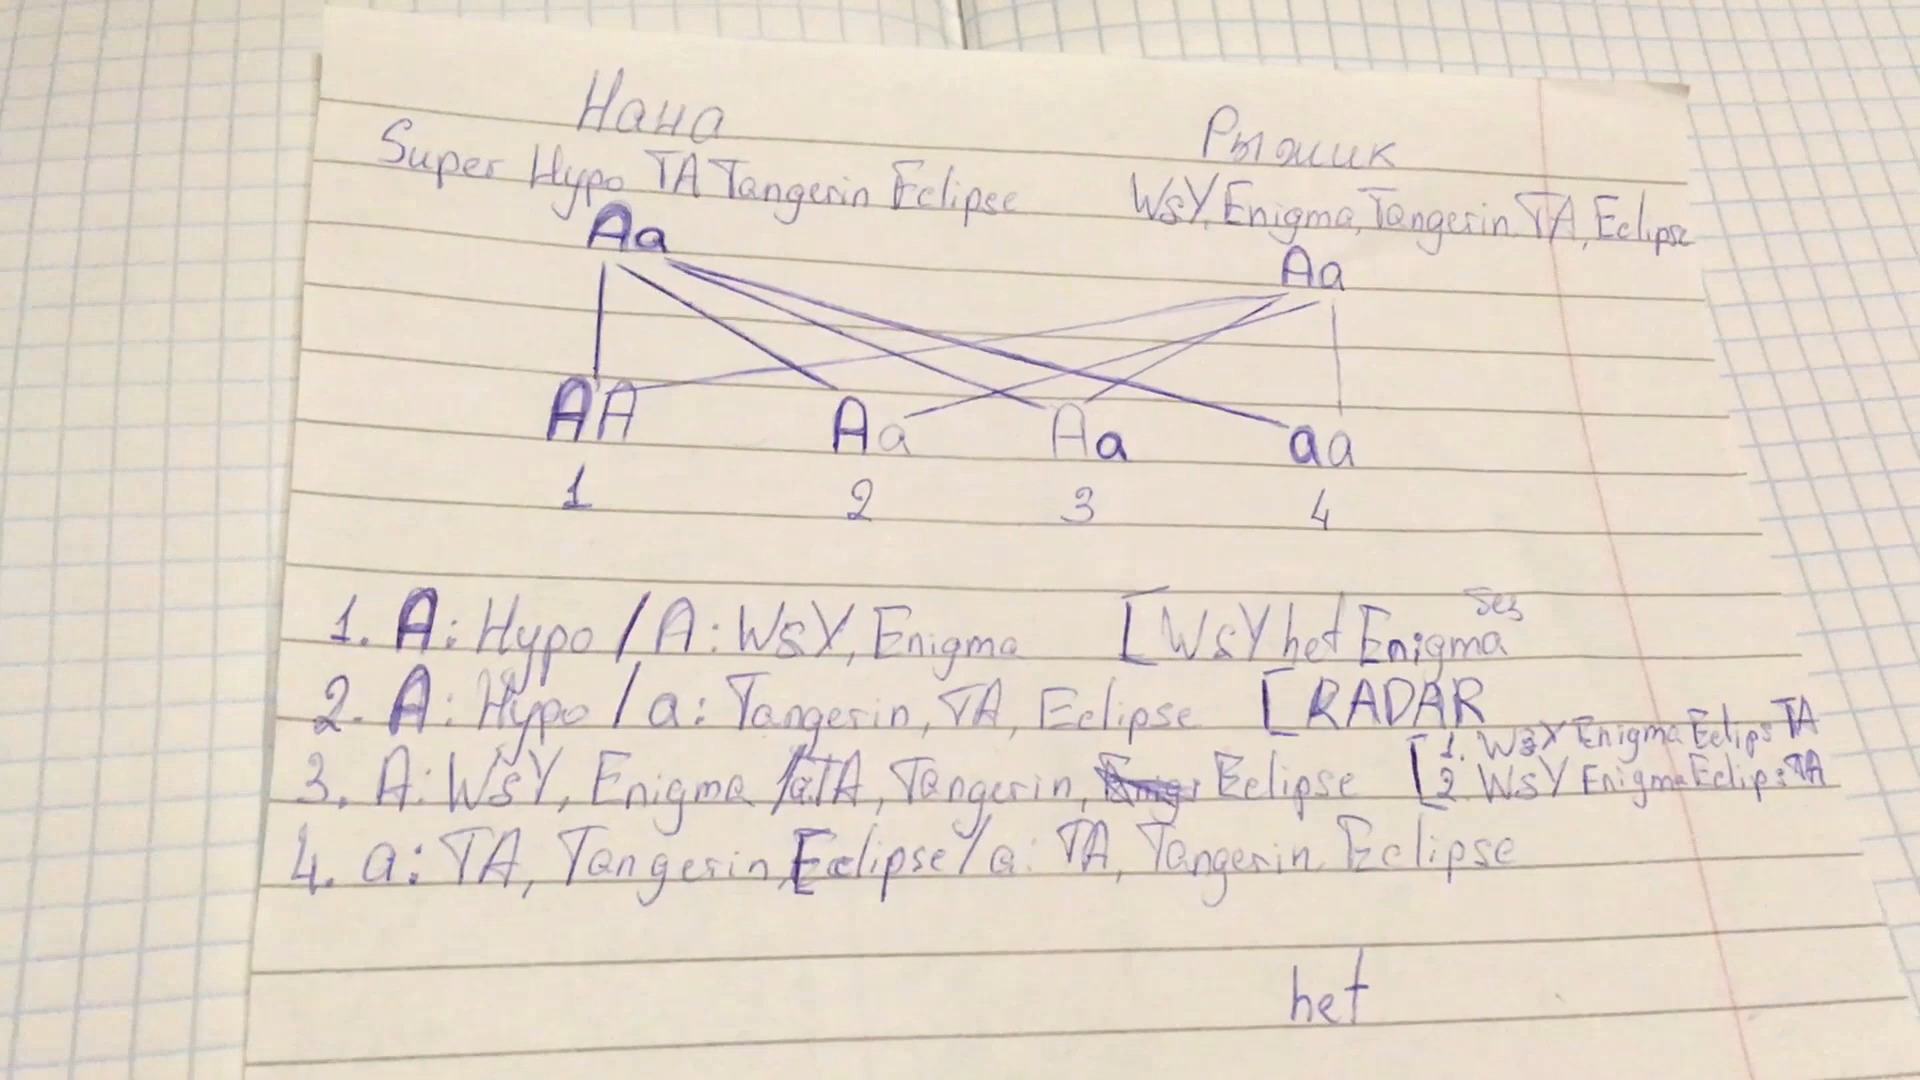 Нана
Рыжик
Super Hypo TA Tangerin Eclipse
WsY, Enigma, Tangerin, TA, Eclipse
Aa
Aa
AA Aa Aa aa
1 2 3 4
1. A: Hypo / A: WsY, Enigma [WsY het Enigma без
2. A: Hypo / a: Tangerin, TA, Eclipse [RADAR
3. A: WsY, Enigma /a:TA, Tangerin, Eclipse [1. WsY Enigma Eclips TA
2. WsY Enigma Eclips TA
4. a: TA, Tangerin, Eclipse / a: TA, Tangerin Eclipse
het